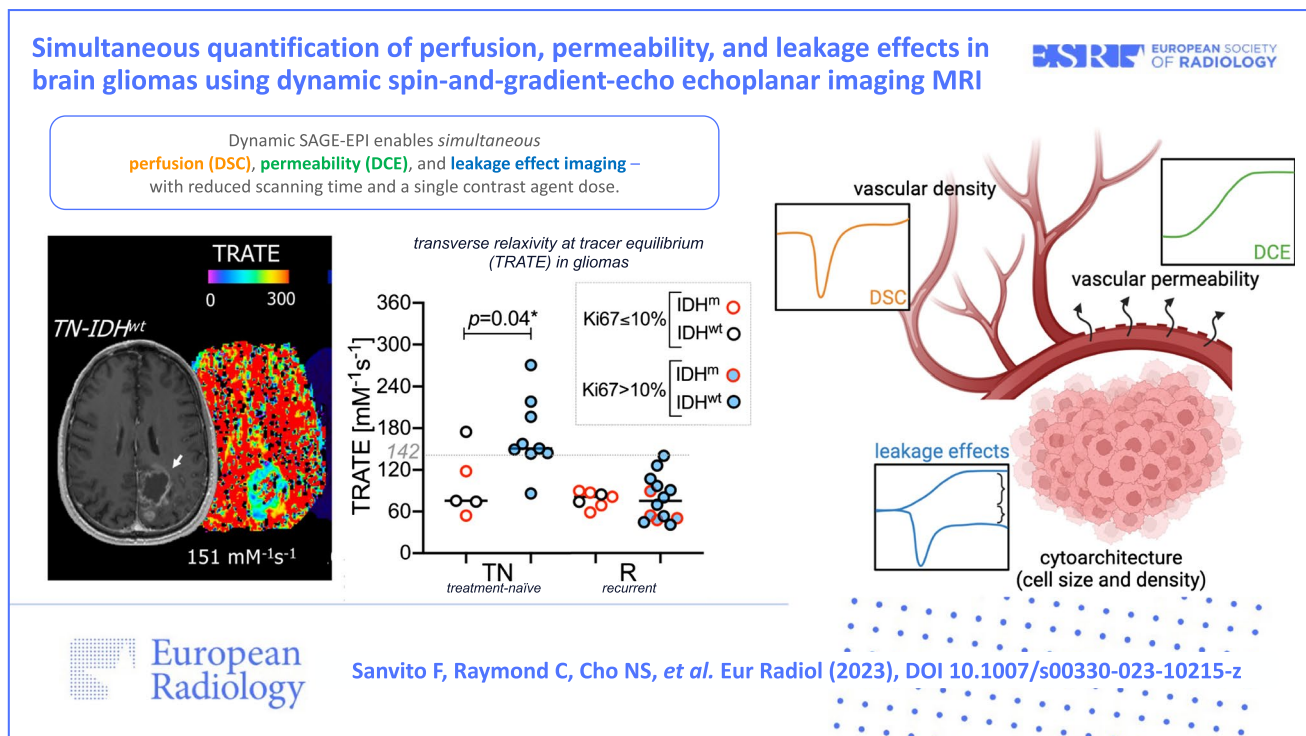 Simultaneous quantification of perfusion, permeability, and leakage effects in
brain gliomas using dynamic spin-and-gradient-echo echoplanar imaging MRI
ESR EUROPEAN SOCIETY
OF RADIOLOGY
Dynamic SAGE-EPI enables simultaneous
perfusion (DSC), permeability (DCE), and leakage effect imaging –
with reduced scanning time and a single contrast agent dose.
TRATE
0 300
TN-IDHwt
151 mM-1s-1
transverse relaxivity at tracer equilibrium
(TRATE) in gliomas
TRATE [mM-1s-1]
360
300
240
180
142
120
60
0
p=0.04*
Ki67≤10%
IDHm
IDHwt
Ki67>10%
IDHm
IDHwt
TN
treatment-naïve
R
recurrent
vascular density
DSC
DCE
vascular permeability
leakage effects
cytoarchitecture
(cell size and density)
European
Radiology
Sanvito F, Raymond C, Cho NS, et al. Eur Radiol (2023), DOI 10.1007/s00330-023-10215-z